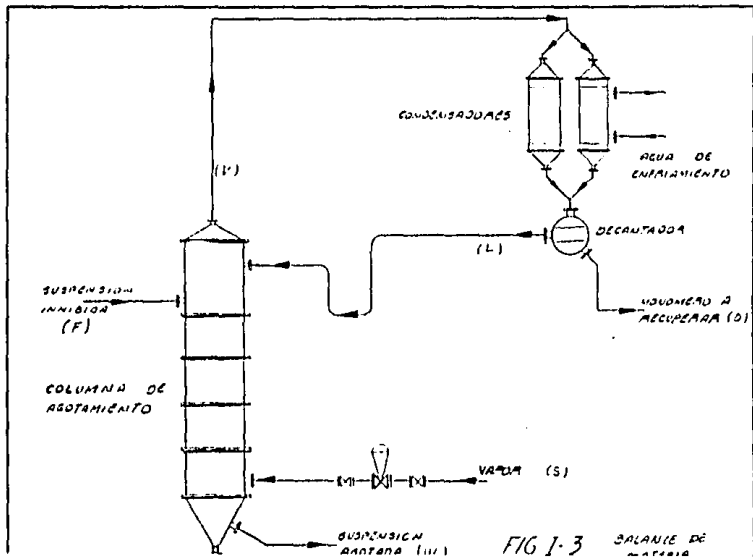 CONDENSADORES
AGUA DE
ENFRIAMIENTO
(V)
DECANTADOR
(L)
SUSPENSION
INHIBIDA
(F)
MONOMERO A
RECUPERAR (D)
COLUMNA DE
AGOTAMIENTO
VAPOR (S)
SUSPENSION
AGOTADA (W)
FIG I-3 BALANCE DE
MATERIA